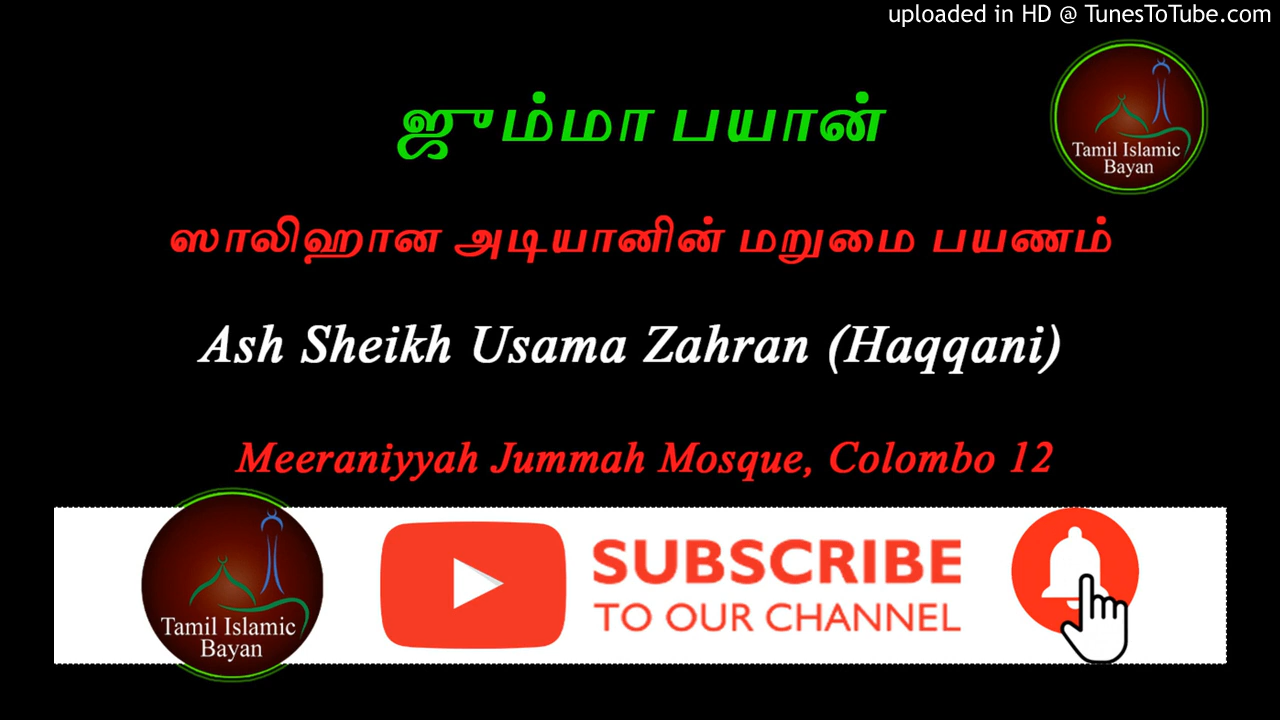 uploaded in HD @ TunesToTube.com
ஜும்மா பயான்
Tamil Islamic
Bayan
ஸாலிஹான அடியானின் மறுமை பயணம்
Ash Sheikh Usama Zahran (Haqqani)
Meeraniyyah Jummah Mosque, Colombo 12
Tamil Islamic
Bayan
SUBSCRIBE
TO OUR CHANNEL